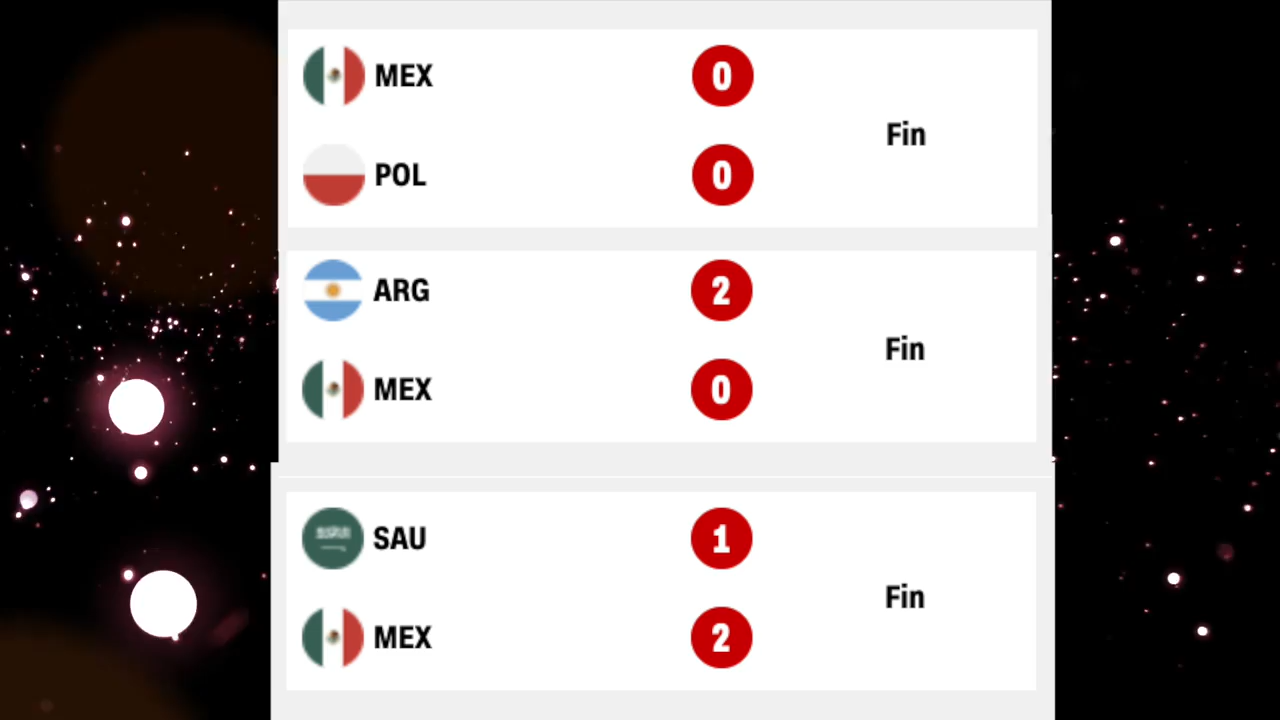 MEX 0
Fin
POL 0
ARG 2
Fin
MEX 0
SAU 1
Fin
MEX 2